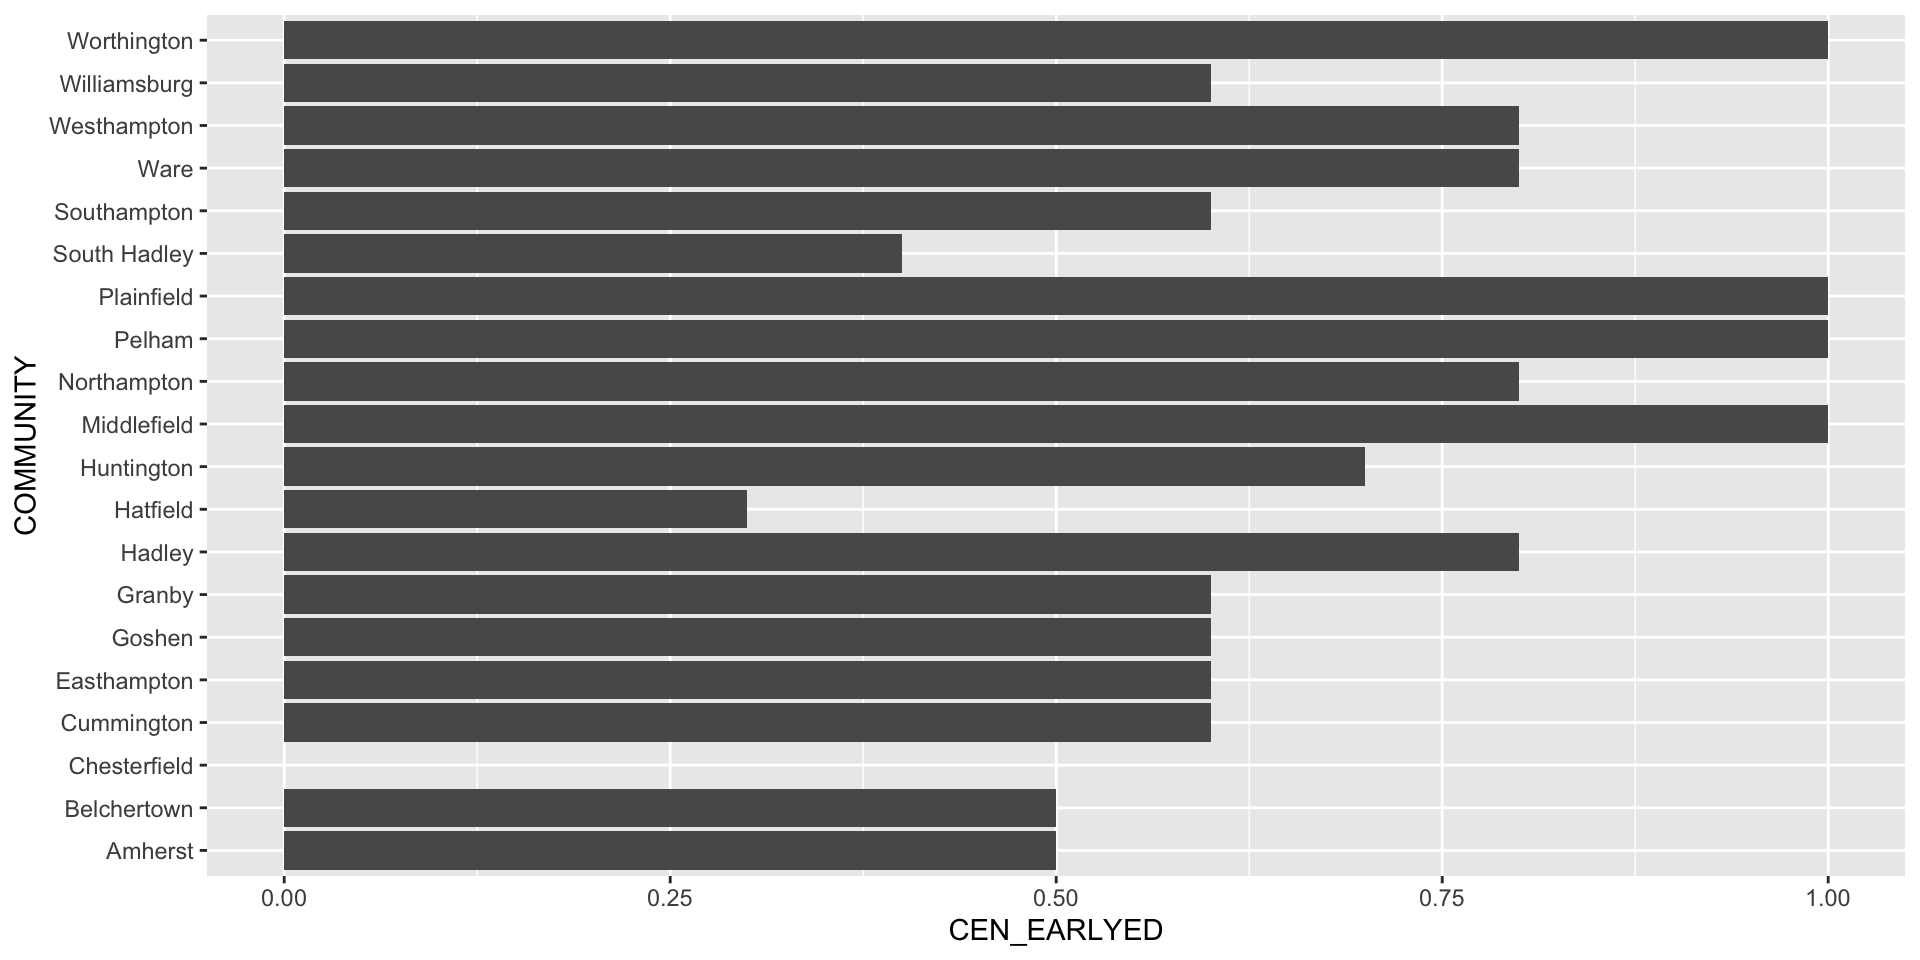 COMMUNITY
Worthington
Williamsburg
Westhampton
Ware
Southampton
South Hadley
Plainfield
Pelham
Northampton
Middlefield
Huntington
Hatfield
Hadley
Granby
Goshen
Easthampton
Cummington
Chesterfield
Belchertown
Amherst
0.00 0.25 0.50 0.75 1.00
CEN_EARLYED